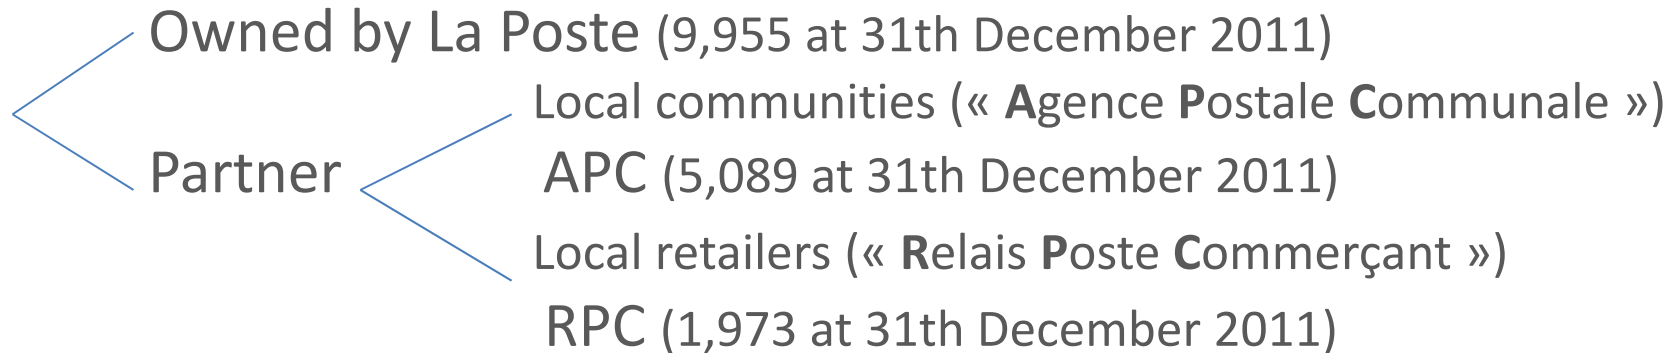 Owned by La Poste (9,955 at 31th December 2011)
Local communities (« Agence Postale Communale »)
Partner APC (5,089 at 31th December 2011)
Local retailers (« Relais Poste Commerçant »)
RPC (1,973 at 31th December 2011)